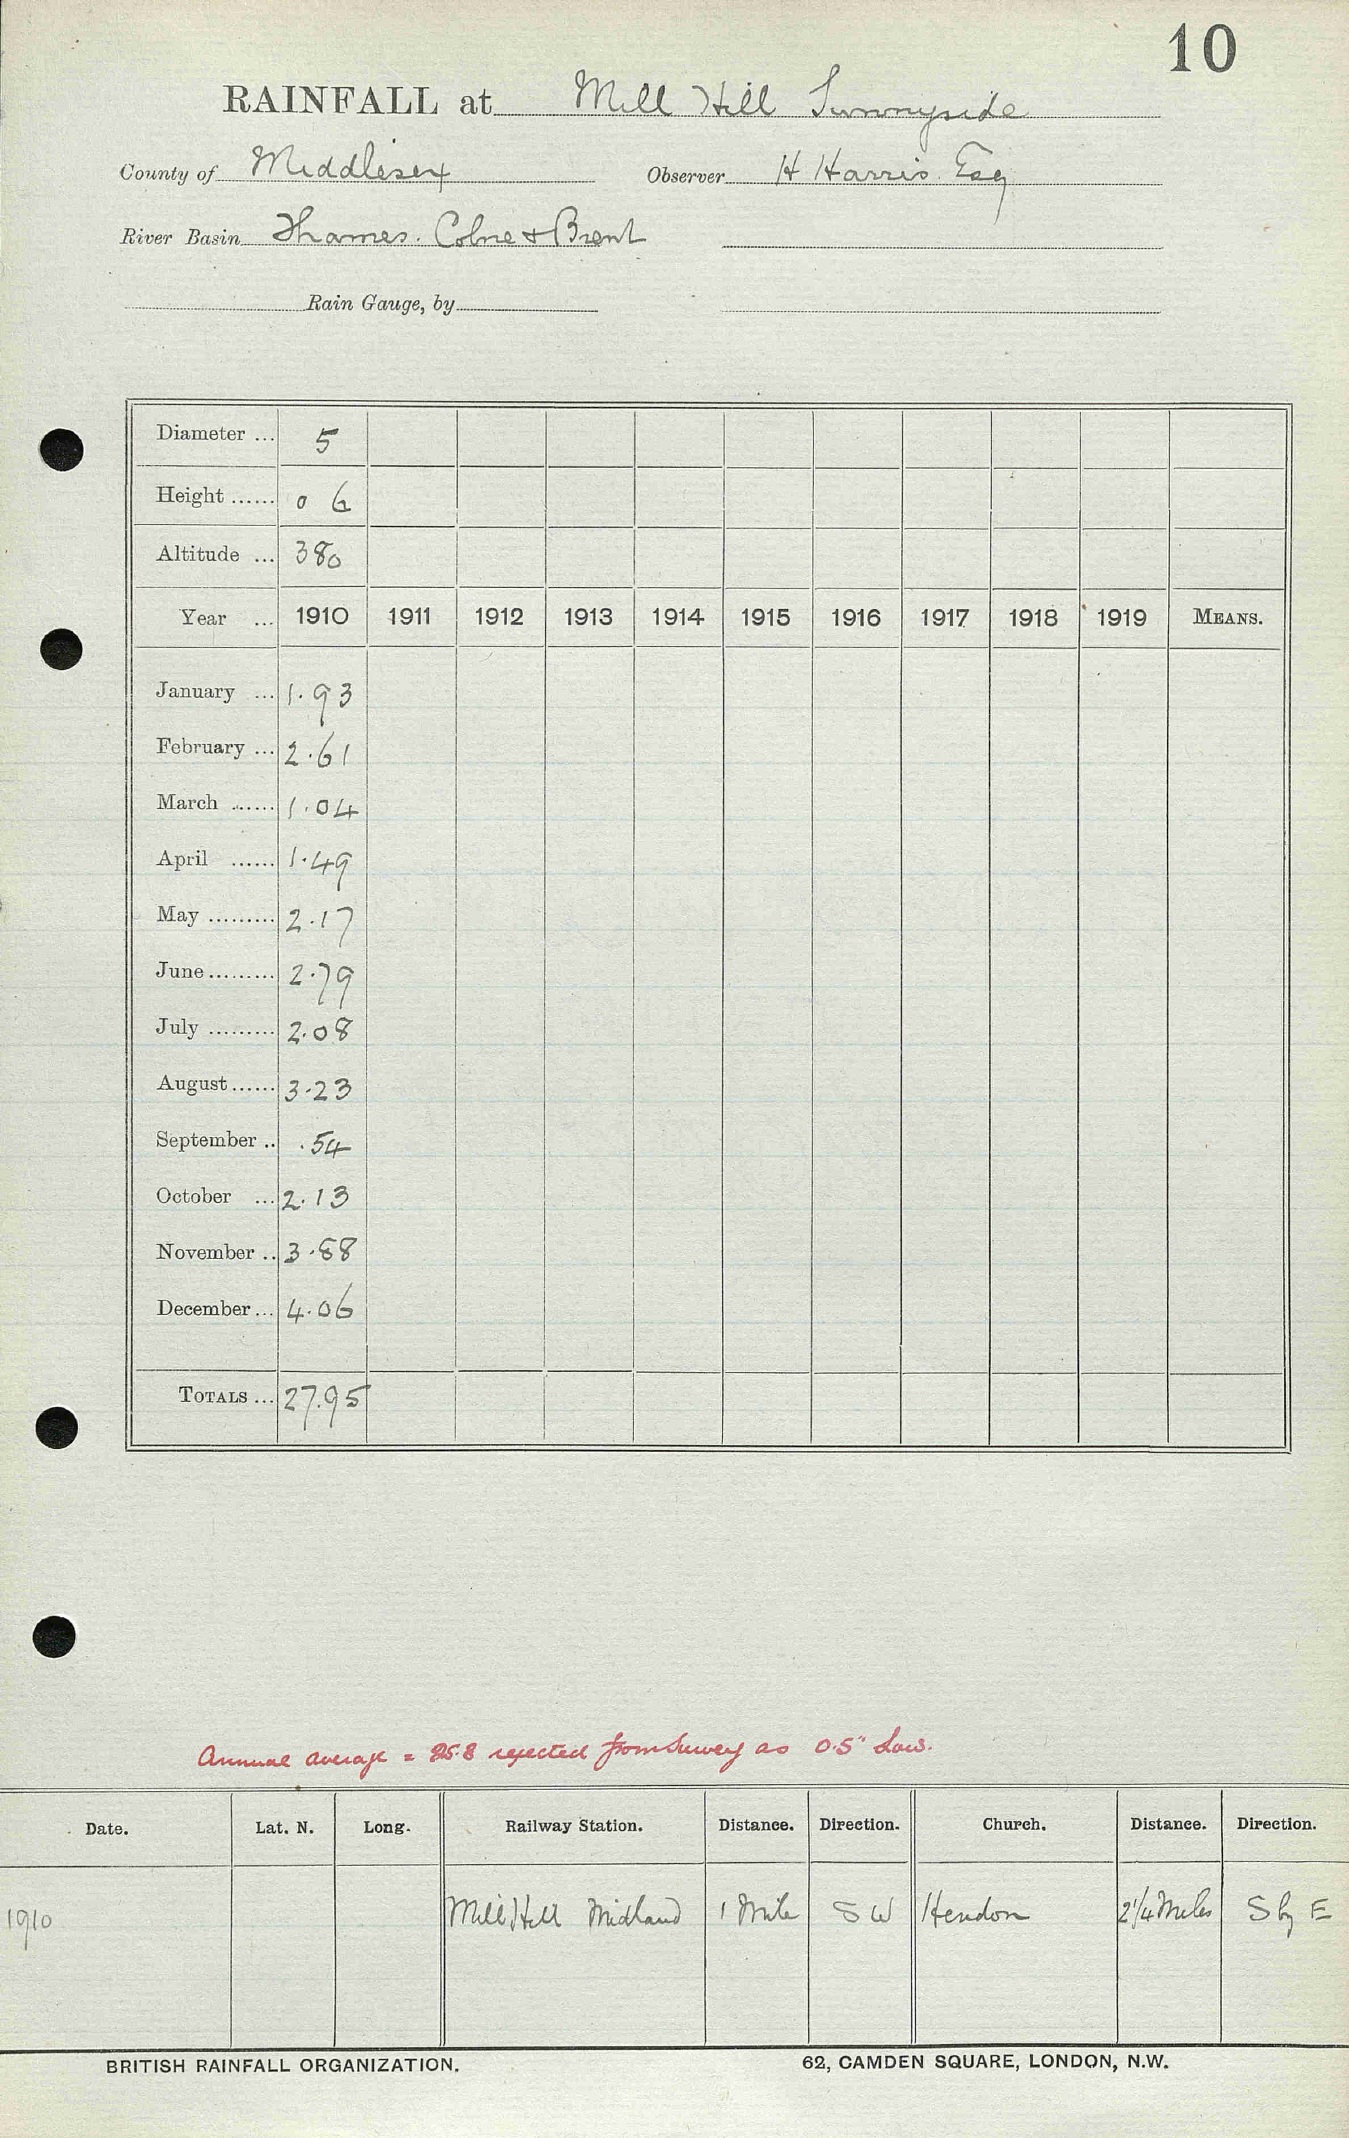 10
RAINFALL at Mill Hill Sunnyside
County of Middlesex Observer H Harris. Esq
River Basin Thames. Colne & Brent
Rain Gauge, by
Diameter ... 5
Height ...... 0 6
Altitude ... 380
Year ... 1910 1911 1912 1913 1914 1915 1916 1917 1918 1919 MEANS.
January ... 1.93
February ... 2.61
March ...... 1.04
April ...... 1.49
May ......... 2.17
June ......... 2.79
July ......... 2.08
August ...... 3.23
September .. .54
October ... 2.13
November .. 3.88
December ... 4.06
TOTALS ... 27.95
Annual average = 25.8 rejected from Survey as 0.5" Low.
Date. Lat. N. Long. Railway Station. Distance. Direction. Church. Distance. Direction.
1910 Mill Hill Midland 1 Mile SW Hendon 2 1/4 Miles S by E
BRITISH RAINFALL ORGANIZATION. 62, CAMDEN SQUARE, LONDON, N.W.